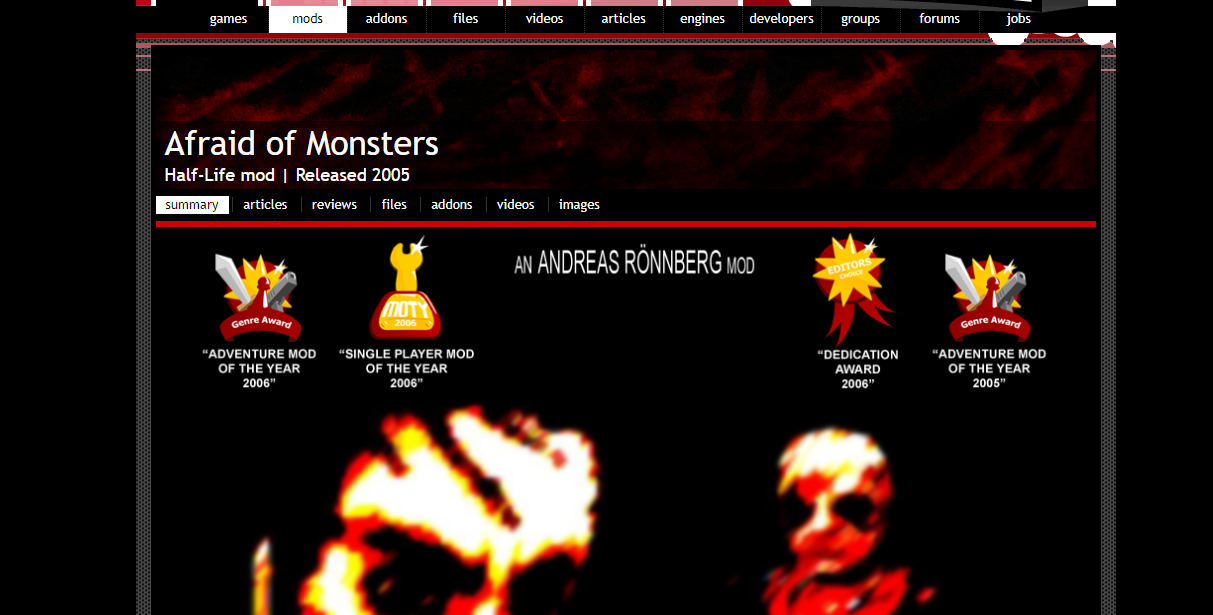 games mods addons files videos articles engines developers groups forums jobs
Afraid of Monsters
Half-Life mod | Released 2005
summary articles reviews files addons videos images
AN ANDREAS RÖNNBERG MOD
Genre Award
“ADVENTURE MOD
OF THE YEAR
2006”
MOTY
2006
“SINGLE PLAYER MOD
OF THE YEAR
2006”
EDITORS
CHOICE
“DEDICATION
AWARD
2006”
Genre Award
“ADVENTURE MOD
OF THE YEAR
2005”